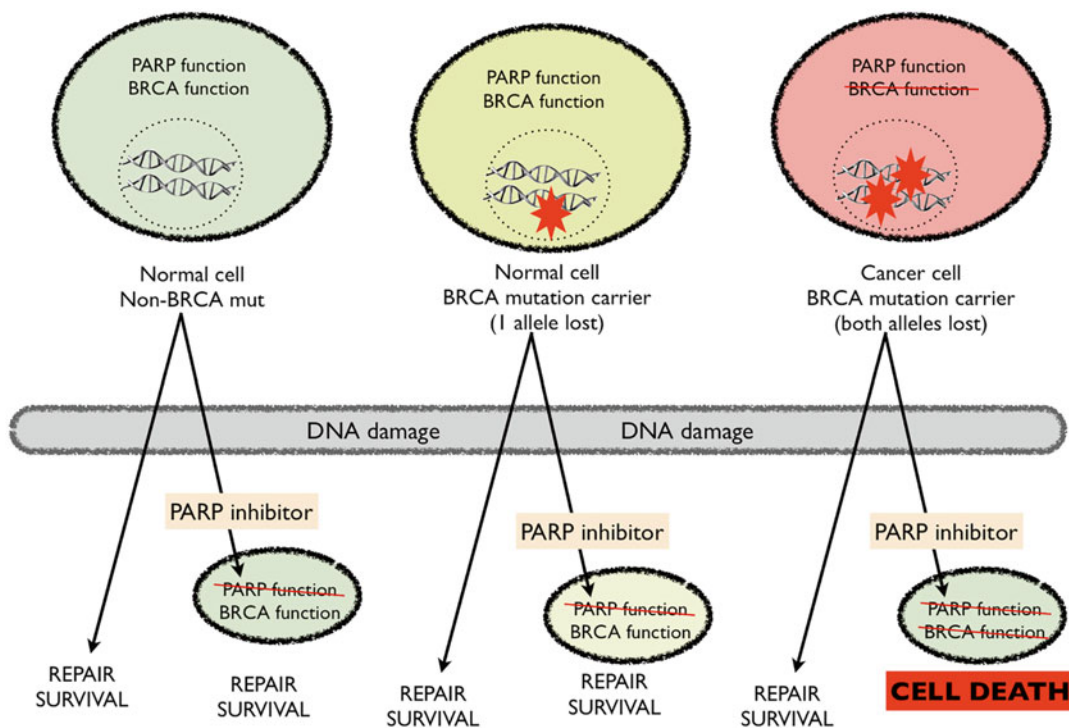 PARP function
BRCA function
PARP function
BRCA function
PARP function
BRCA function
Normal cell
Non-BRCA mut
Normal cell
BRCA mutation carrier
(1 allele lost)
Cancer cell
BRCA mutation carrier
(both alleles lost)
DNA damage
DNA damage
PARP inhibitor
PARP inhibitor
PARP inhibitor
PARP function
BRCA function
PARP function
BRCA function
PARP function
BRCA function
REPAIR
SURVIVAL
REPAIR
SURVIVAL
REPAIR
SURVIVAL
REPAIR
SURVIVAL
REPAIR
SURVIVAL
CELL DEATH